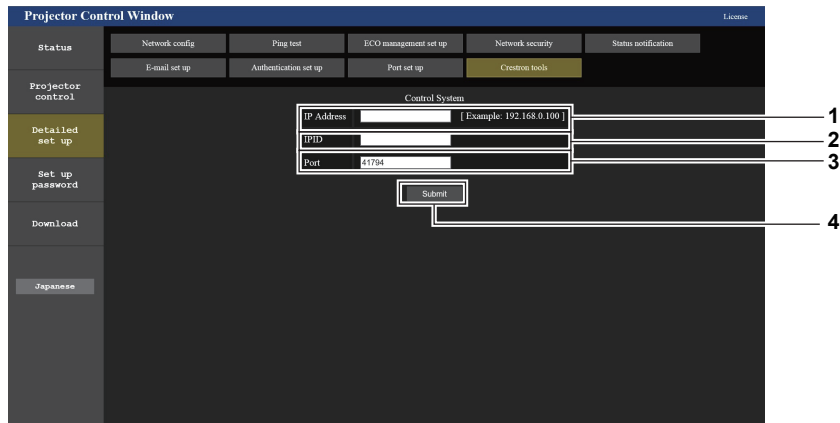 Projector Control Window License
Status
Network config Ping test ECO management set up Network security Status notification
E-mail set up Authentication set up Port set up Crestron tools
Projector
control
Detailed
set up
Set up
password
Download
Japanese
Control System
IP Address [ Example: 192.168.0.100 ] 1
IPID 2
Port 41794 3
Submit
4